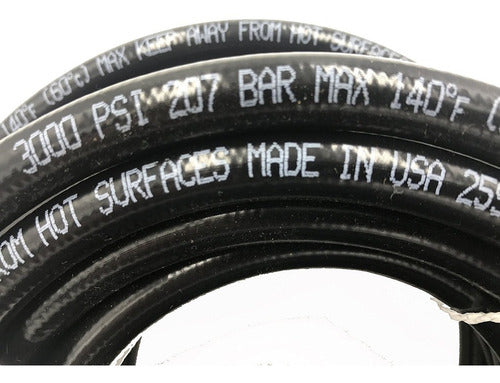 140°F (60°C) MAX KEEP AWAY FROM HOT SURFACES
3000 PSI 207 BAR MAX 140°F
FROM HOT SURFACES MADE IN USA